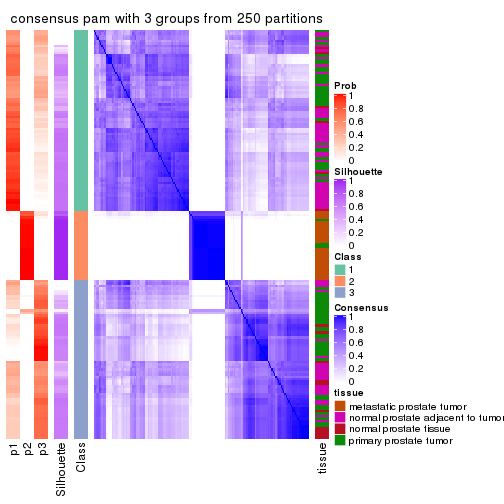 consensus pam with 3 groups from 250 partitions
Prob
1
0.8
0.6
0.4
0.2
0
Silhouette
1
0.8
0.6
0.4
0.2
0
Class
1
2
3
Consensus
1
0.8
0.6
0.4
0.2
0
tissue
metastatic prostate tumor
normal prostate adjacent to tumor
normal prostate tissue
primary prostate tumor
p1
p2
p3
Silhouette
Class
tissue